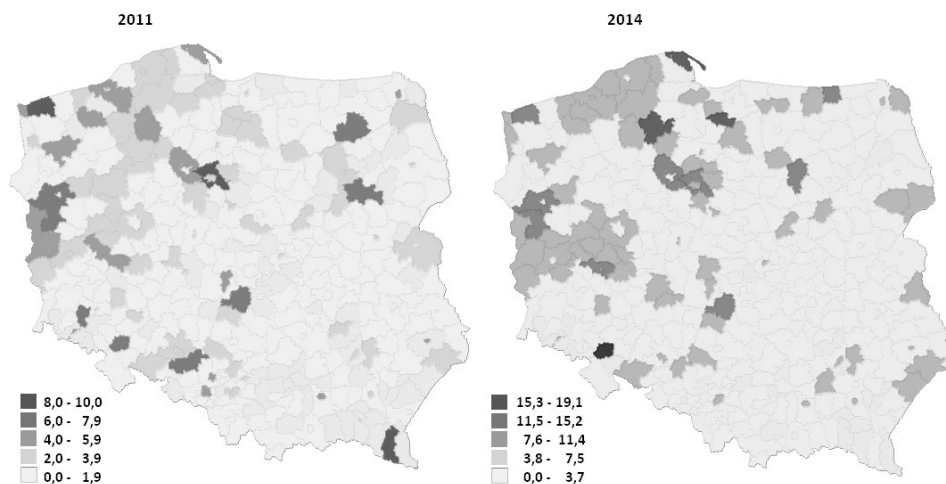 2011
2014
8,0 - 10,0
6,0 - 7,9
4,0 - 5,9
2,0 - 3,9
0,0 - 1,9
15,3 - 19,1
11,5 - 15,2
7,6 - 11,4
3,8 - 7,5
0,0 - 3,7